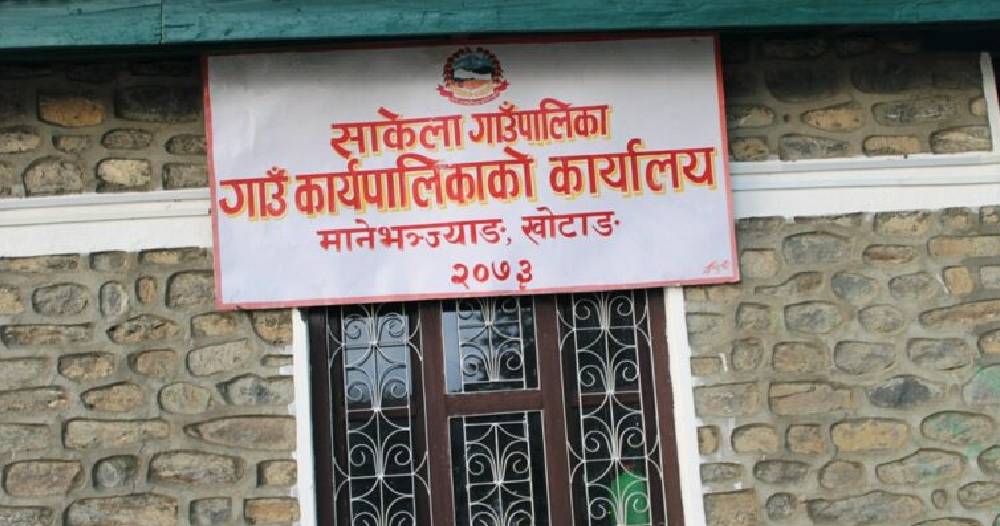 साकेला गाउँपालिका
गाउँ कार्यपालिकाको कार्यालय
मानेभञ्ज्याङ, खोटाङ
२०७३